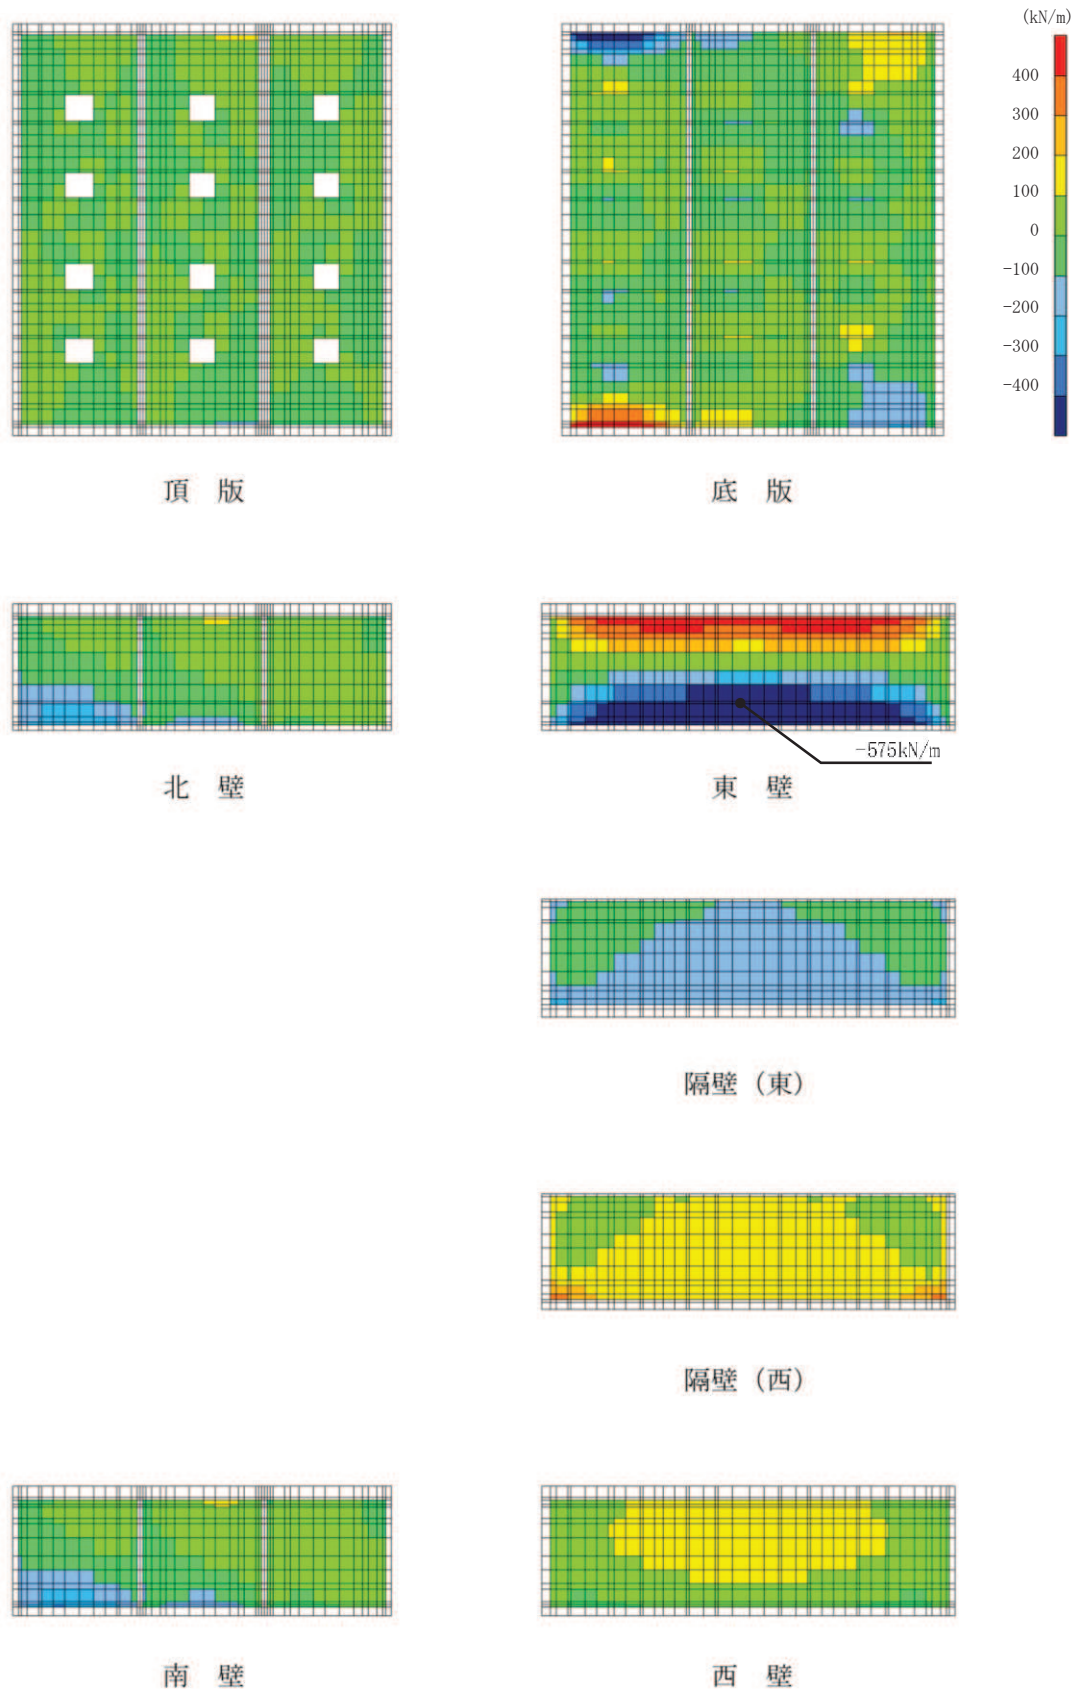 (kN/m)
400
300
200
100
0
-100
-200
-300
-400
頂 版
底 版
-575kN/m
北 壁
東 壁
隔壁（東）
隔壁（西）
南 壁
西 壁